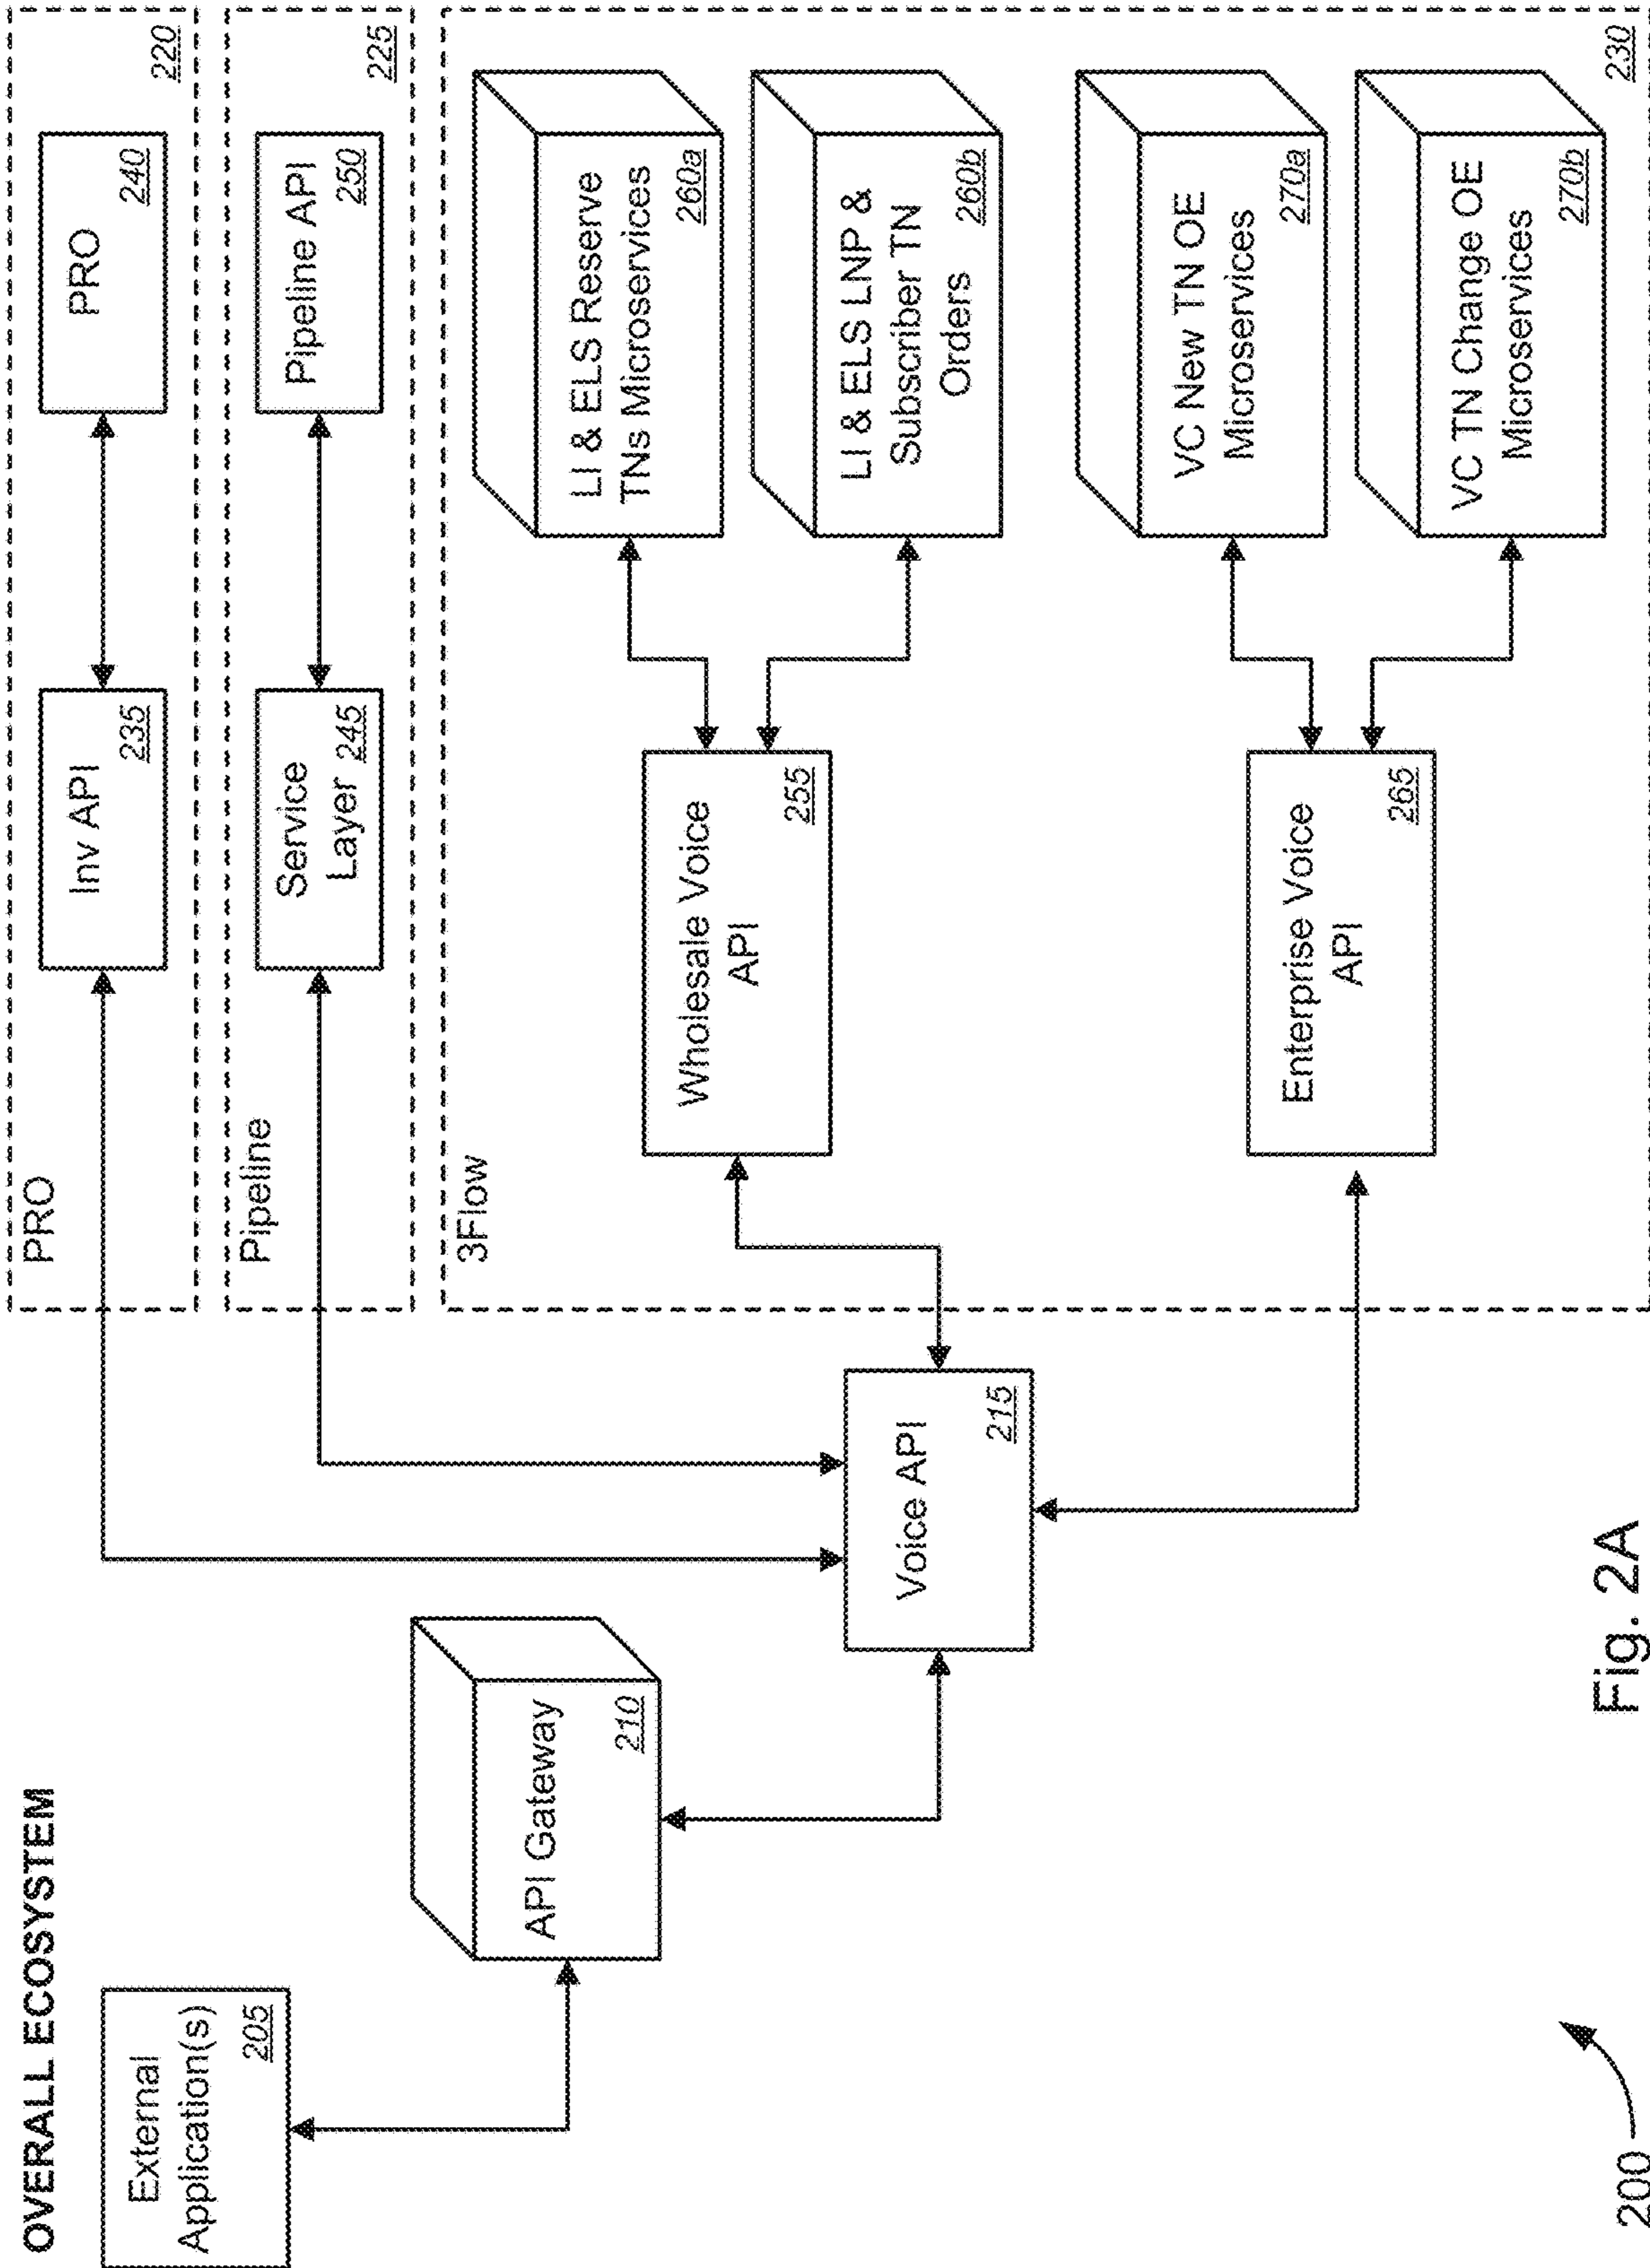 OVERALL ECOSYSTEM
External
Application(s)
205
API Gateway
210
Voice API
215
PRO
220
Inv API
235
PRO
240
Pipeline
225
Service
Layer 245
Pipeline API
250
3Flow
230
Wholesale Voice
API
255
LI & ELS Reserve
TNs Microservices
260a
LI & ELS LNP &
Subscriber TN
Orders
260b
Enterprise Voice
API
265
VC New TN OE
Microservices
270a
VC TN Change OE
Microservices
270b
200
Fig. 2A